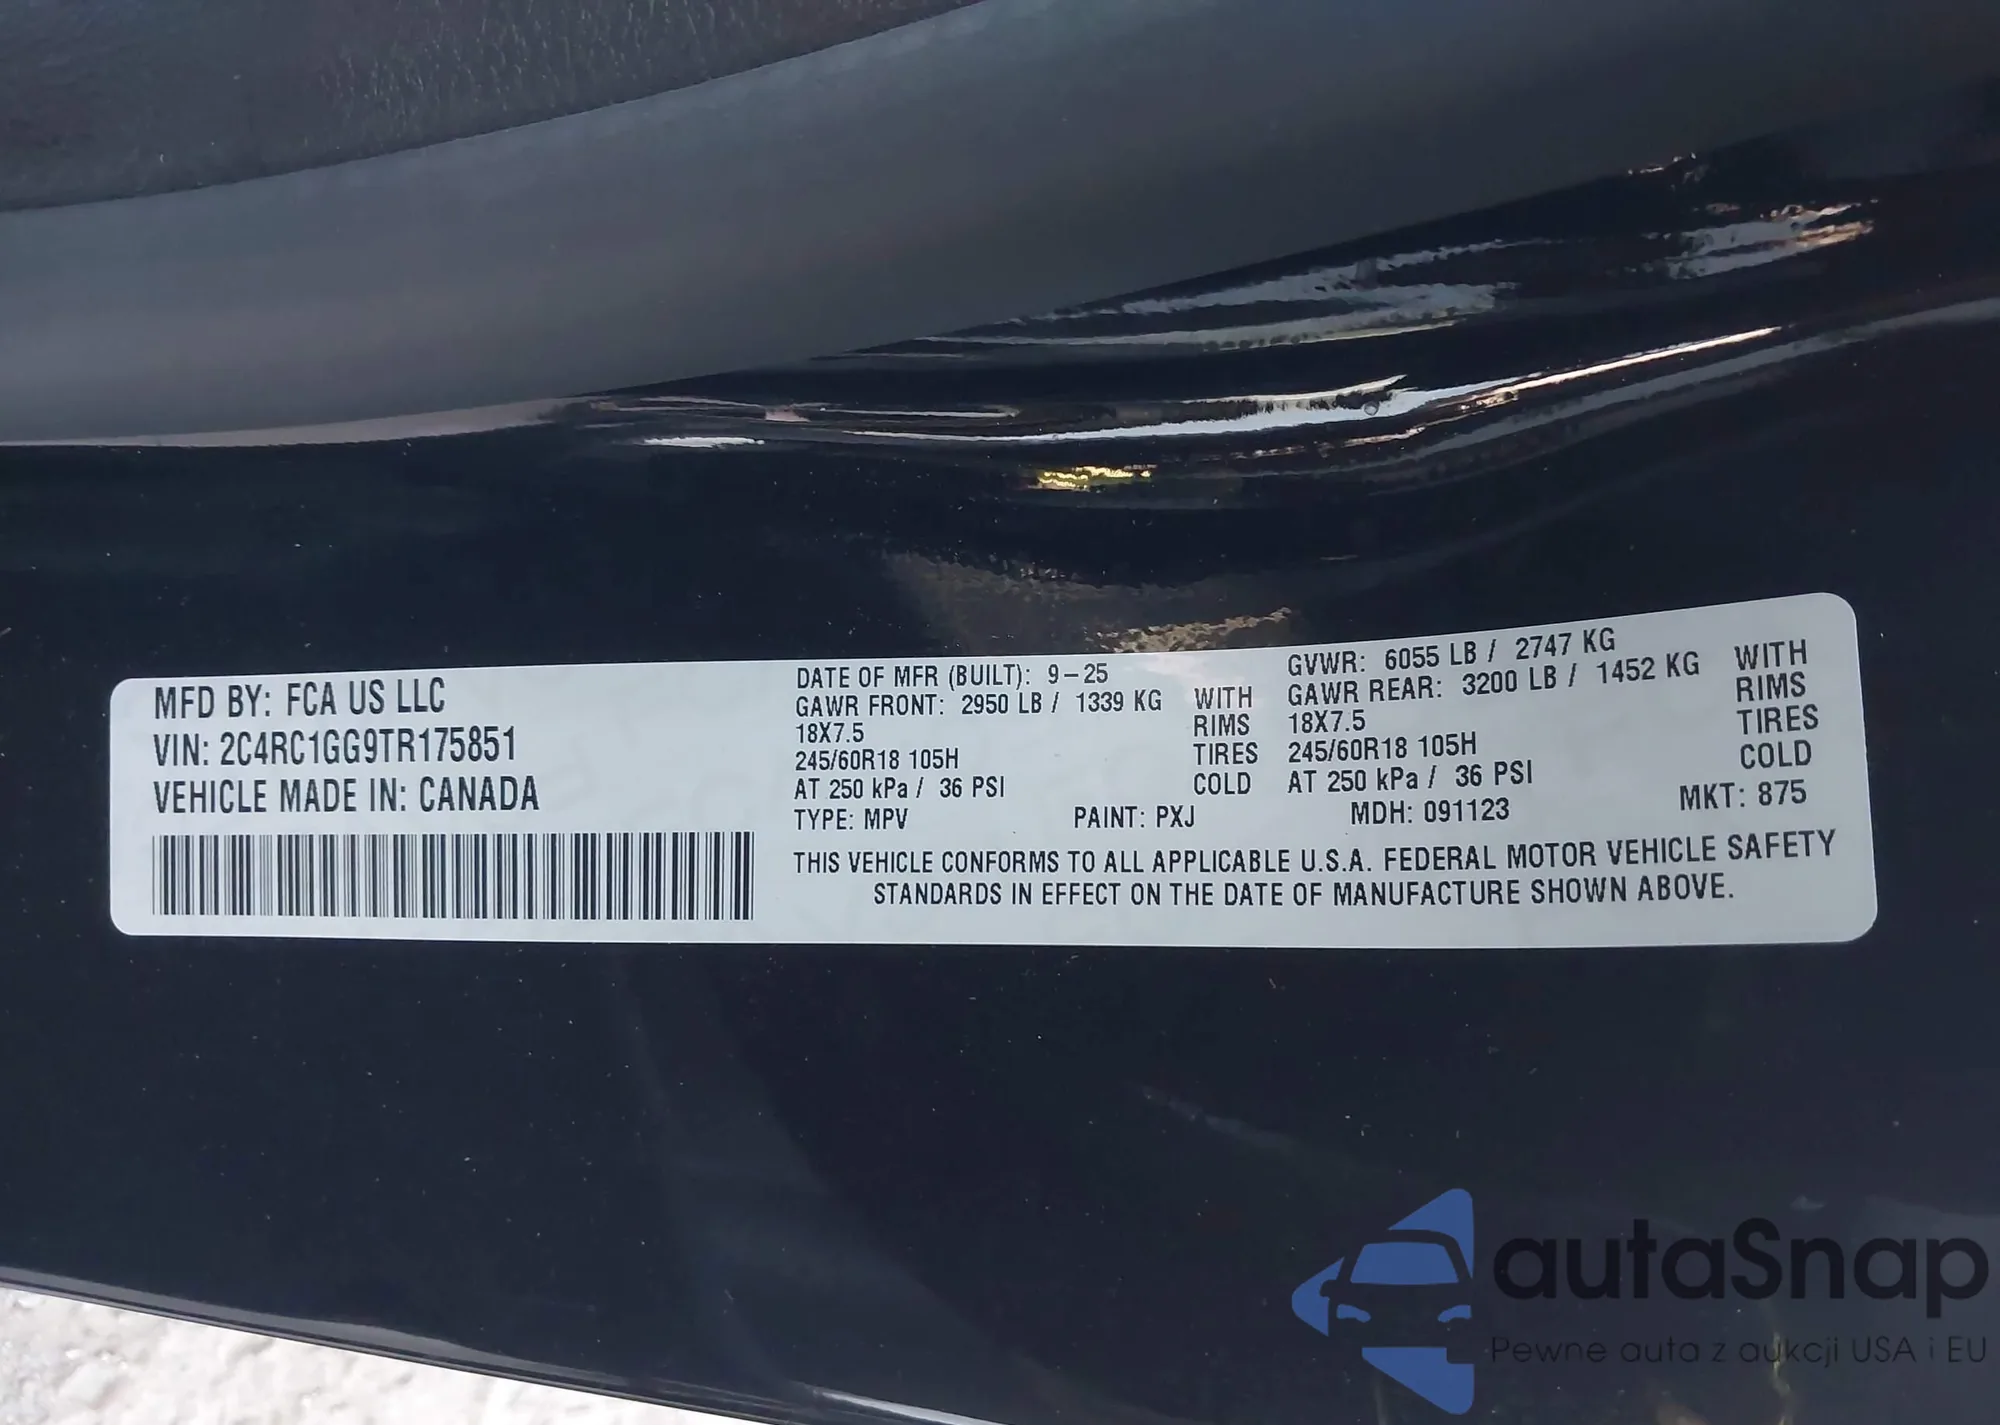 MFD BY: FCA US LLC
VIN: 2C4RC1GG9TR175851
VEHICLE MADE IN: CANADA
DATE OF MFR (BUILT): 9-25
GAWR FRONT: 2950 LB / 1339 KG WITH
18X7.5 RIMS
245/60R18 105H TIRES
AT 250 kPa / 36 PSI COLD
GVWR: 6055 LB / 2747 KG
GAWR REAR: 3200 LB / 1452 KG WITH
18X7.5 RIMS
245/60R18 105H TIRES
AT 250 kPa / 36 PSI COLD
TYPE: MPV PAINT: PXJ MDH: 091123 MKT: 875
THIS VEHICLE CONFORMS TO ALL APPLICABLE U.S.A. FEDERAL MOTOR VEHICLE SAFETY
STANDARDS IN EFFECT ON THE DATE OF MANUFACTURE SHOWN ABOVE.
autaSnap
Pewne auta z aukcji USA i EU